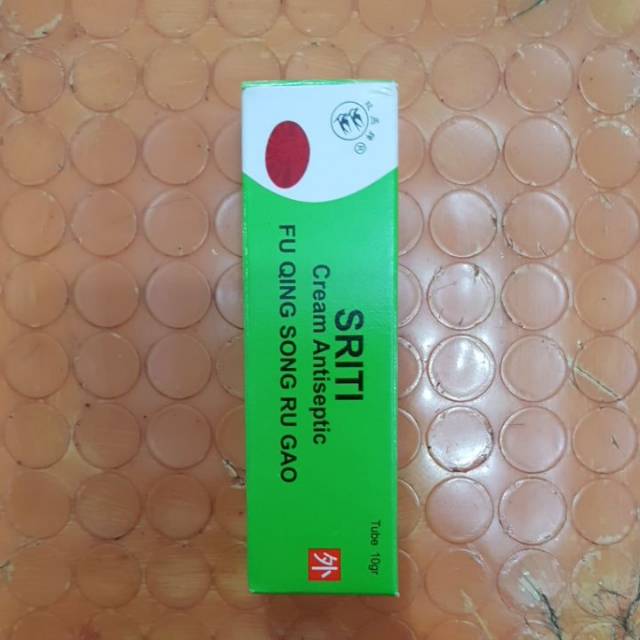 SRITI
Cream Antiseptic
FU QING SONG RU GAO
Tube 10gr
外